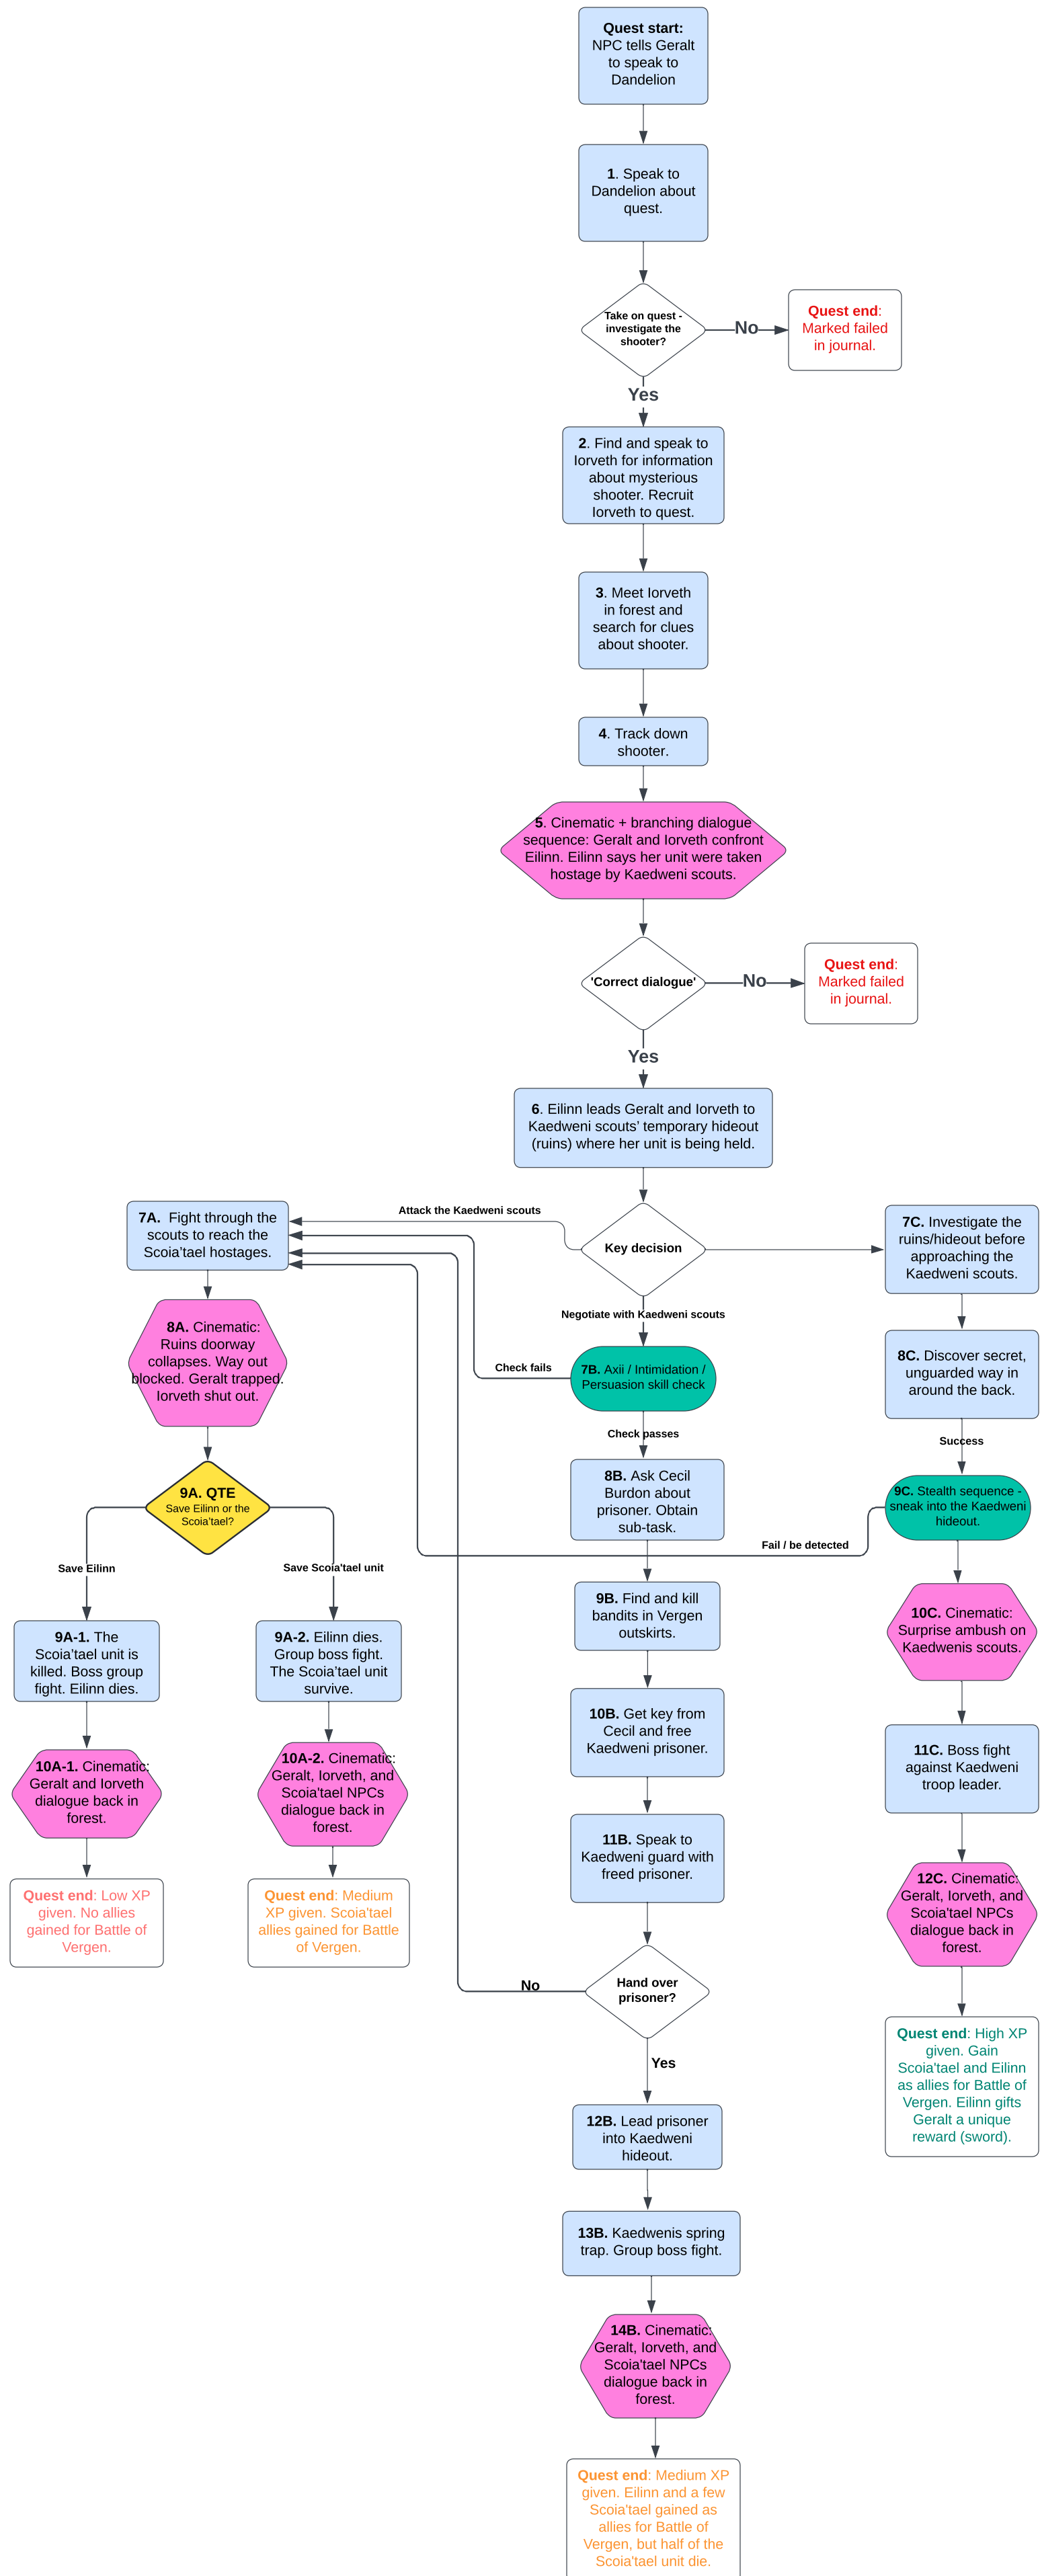 Quest start:
NPC tells Geralt
to speak to
Dandelion
1. Speak to
Dandelion about
quest.
Take on quest -
investigate the
shooter?
No
Quest end:
Marked failed
in journal.
Yes
2. Find and speak to
Iorveth for information
about mysterious
shooter. Recruit
Iorveth to quest.
3. Meet Iorveth
in forest and
search for clues
about shooter.
4. Track down
shooter.
5. Cinematic + branching dialogue
sequence: Geralt and Iorveth confront
Eilinn. Eilinn says her unit were taken
hostage by Kaedweni scouts.
'Correct dialogue'
No
Quest end:
Marked failed
in journal.
Yes
6. Eilinn leads Geralt and Iorveth to
Kaedweni scouts’ temporary hideout
(ruins) where her unit is being held.
Key decision
Attack the Kaedweni scouts
7A. Fight through the
scouts to reach the
Scoia’tael hostages.
8A. Cinematic:
Ruins doorway
collapses. Way out
blocked. Geralt trapped.
Iorveth shut out.
9A. QTE
Save Eilinn or the
Scoia’tael?
Save Eilinn
9A-1. The
Scoia’tael unit is
killed. Boss group
fight. Eilinn dies.
10A-1. Cinematic:
Geralt and Iorveth
dialogue back in
forest.
Quest end: Low XP
given. No allies
gained for Battle of
Vergen.
Save Scoia'tael unit
9A-2. Eilinn dies.
Group boss fight.
The Scoia’tael unit
survive.
10A-2. Cinematic:
Geralt, Iorveth, and
Scoia'tael NPCs
dialogue back in
forest.
Quest end: Medium
XP given. Scoia'tael
allies gained for Battle
of Vergen.
Negotiate with Kaedweni scouts
7B. Axii / Intimidation /
Persuasion skill check
Check fails
Check passes
8B. Ask Cecil
Burdon about
prisoner. Obtain
sub-task.
9B. Find and kill
bandits in Vergen
outskirts.
10B. Get key from
Cecil and free
Kaedweni prisoner.
11B. Speak to
Kaedweni guard with
freed prisoner.
Hand over
prisoner?
No
Yes
12B. Lead prisoner
into Kaedweni
hideout.
13B. Kaedwenis spring
trap. Group boss fight.
14B. Cinematic:
Geralt, Iorveth, and
Scoia'tael NPCs
dialogue back in
forest.
Quest end: Medium XP
given. Eilinn and a few
Scoia'tael gained as
allies for Battle of
Vergen, but half of the
Scoia'tael unit die.
7C. Investigate the
ruins/hideout before
approaching the
Kaedweni scouts.
8C. Discover secret,
unguarded way in
around the back.
Success
9C. Stealth sequence -
sneak into the Kaedweni
hideout.
Fail / be detected
10C. Cinematic:
Surprise ambush on
Kaedwenis scouts.
11C. Boss fight
against Kaedweni
troop leader.
12C. Cinematic:
Geralt, Iorveth, and
Scoia'tael NPCs
dialogue back in
forest.
Quest end: High XP
given. Gain
Scoia'tael and Eilinn
as allies for Battle of
Vergen. Eilinn gifts
Geralt a unique
reward (sword).